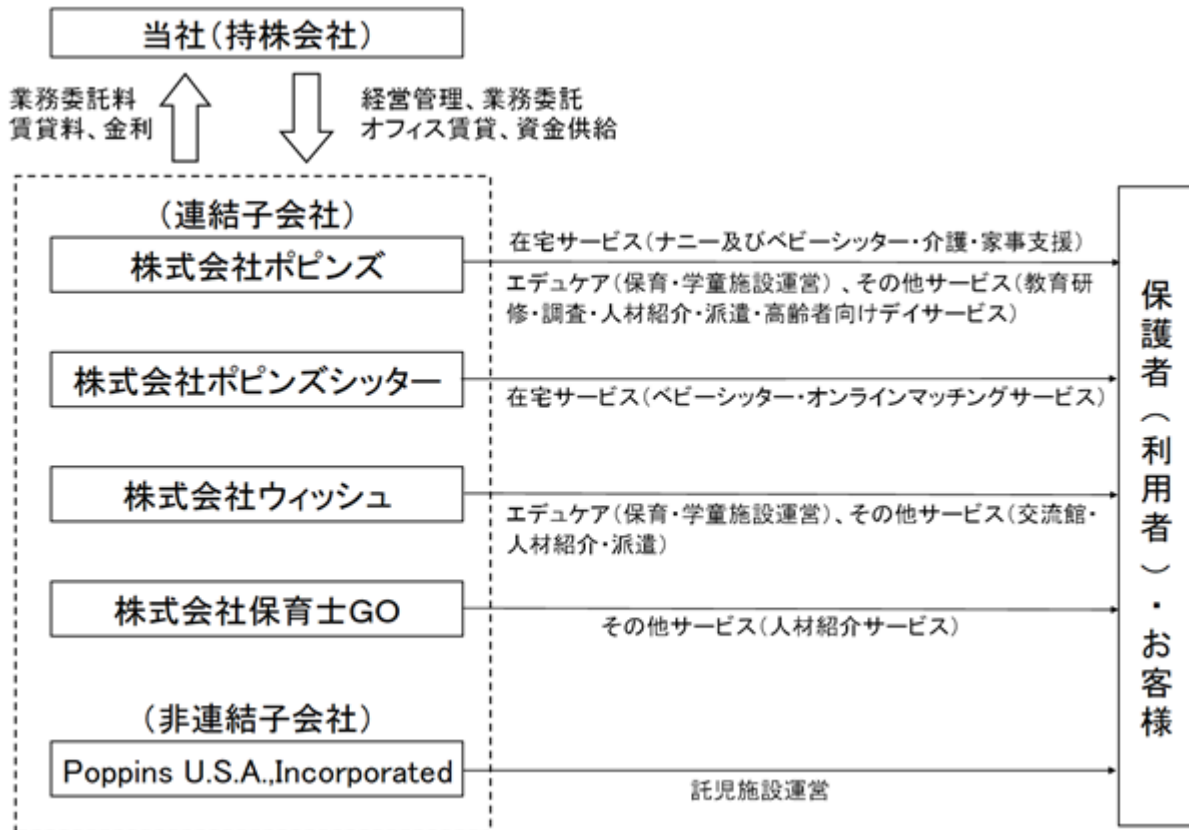 当社(持株会社)
業務委託料
賃貸料、金利
経営管理、業務委託
オフィス賃貸、資金供給
(連結子会社)
株式会社ポピンズ
在宅サービス(ナニー及びベビーシッター・介護・家事支援)
エデュケア(保育・学童施設運営)、その他サービス(教育研
修・調査・人材紹介・派遣・高齢者向けデイサービス)
株式会社ポピンズシッター
在宅サービス(ベビーシッター・オンラインマッチングサービス)
株式会社ウィッシュ
エデュケア(保育・学童施設運営)、その他サービス(交流館・
人材紹介・派遣)
株式会社保育士GO
その他サービス(人材紹介サービス)
(非連結子会社)
Poppins U.S.A.,Incorporated
託児施設運営
保護者(利用者)・お客様